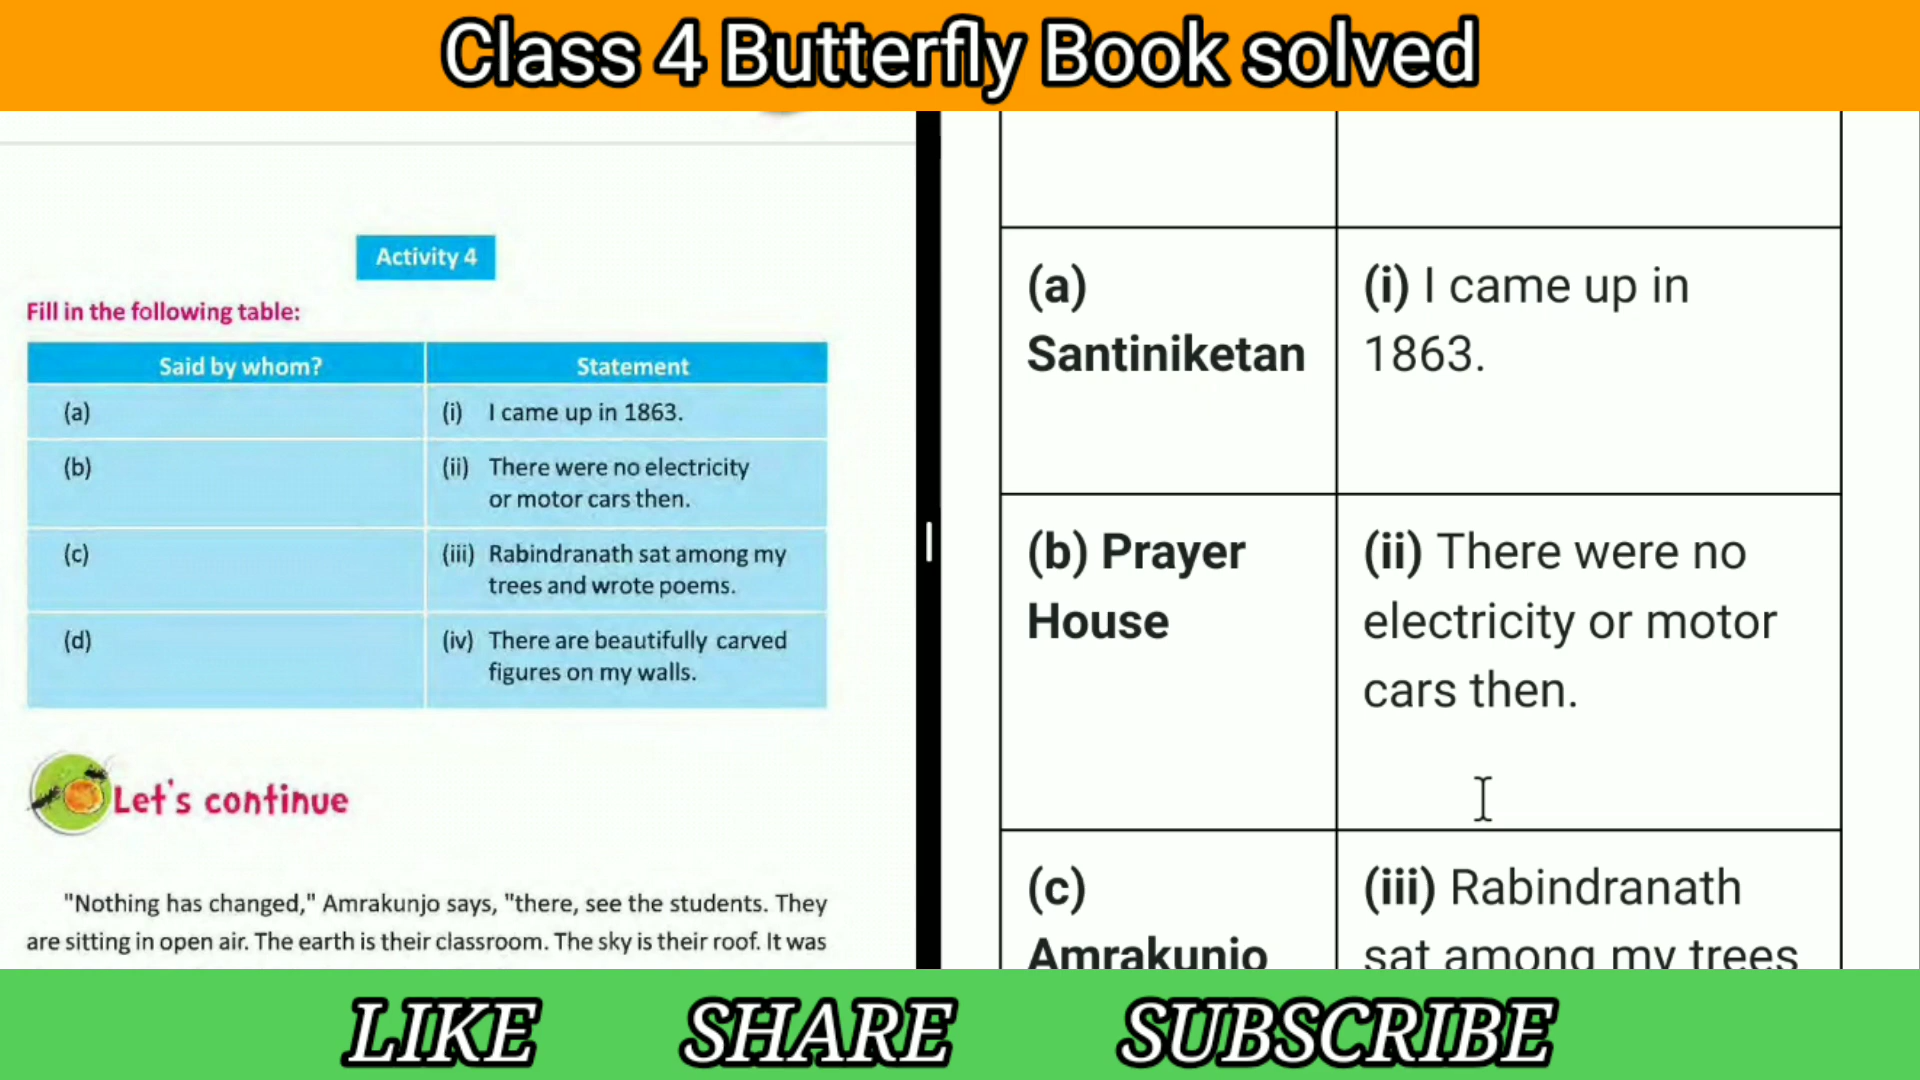 Class 4 Butterfly Book solved
Activity 4
Fill in the following table:
Said by whom? Statement
(a) (i) I came up in 1863.
(b) (ii) There were no electricity
or motor cars then.
(c) (iii) Rabindranath sat among my
trees and wrote poems.
(d) (iv) There are beautifully carved
figures on my walls.
Let's continue
"Nothing has changed," Amrakunjo says, "there, see the students. They
are sitting in open air. The earth is their classroom. The sky is their roof. It was
(a) (i) I came up in
Santiniketan 1863.
(b) Prayer (ii) There were no
House electricity or motor
cars then.
(c) (iii) Rabindranath
Amrakunjo sat among my trees
LIKE SHARE SUBSCRIBE